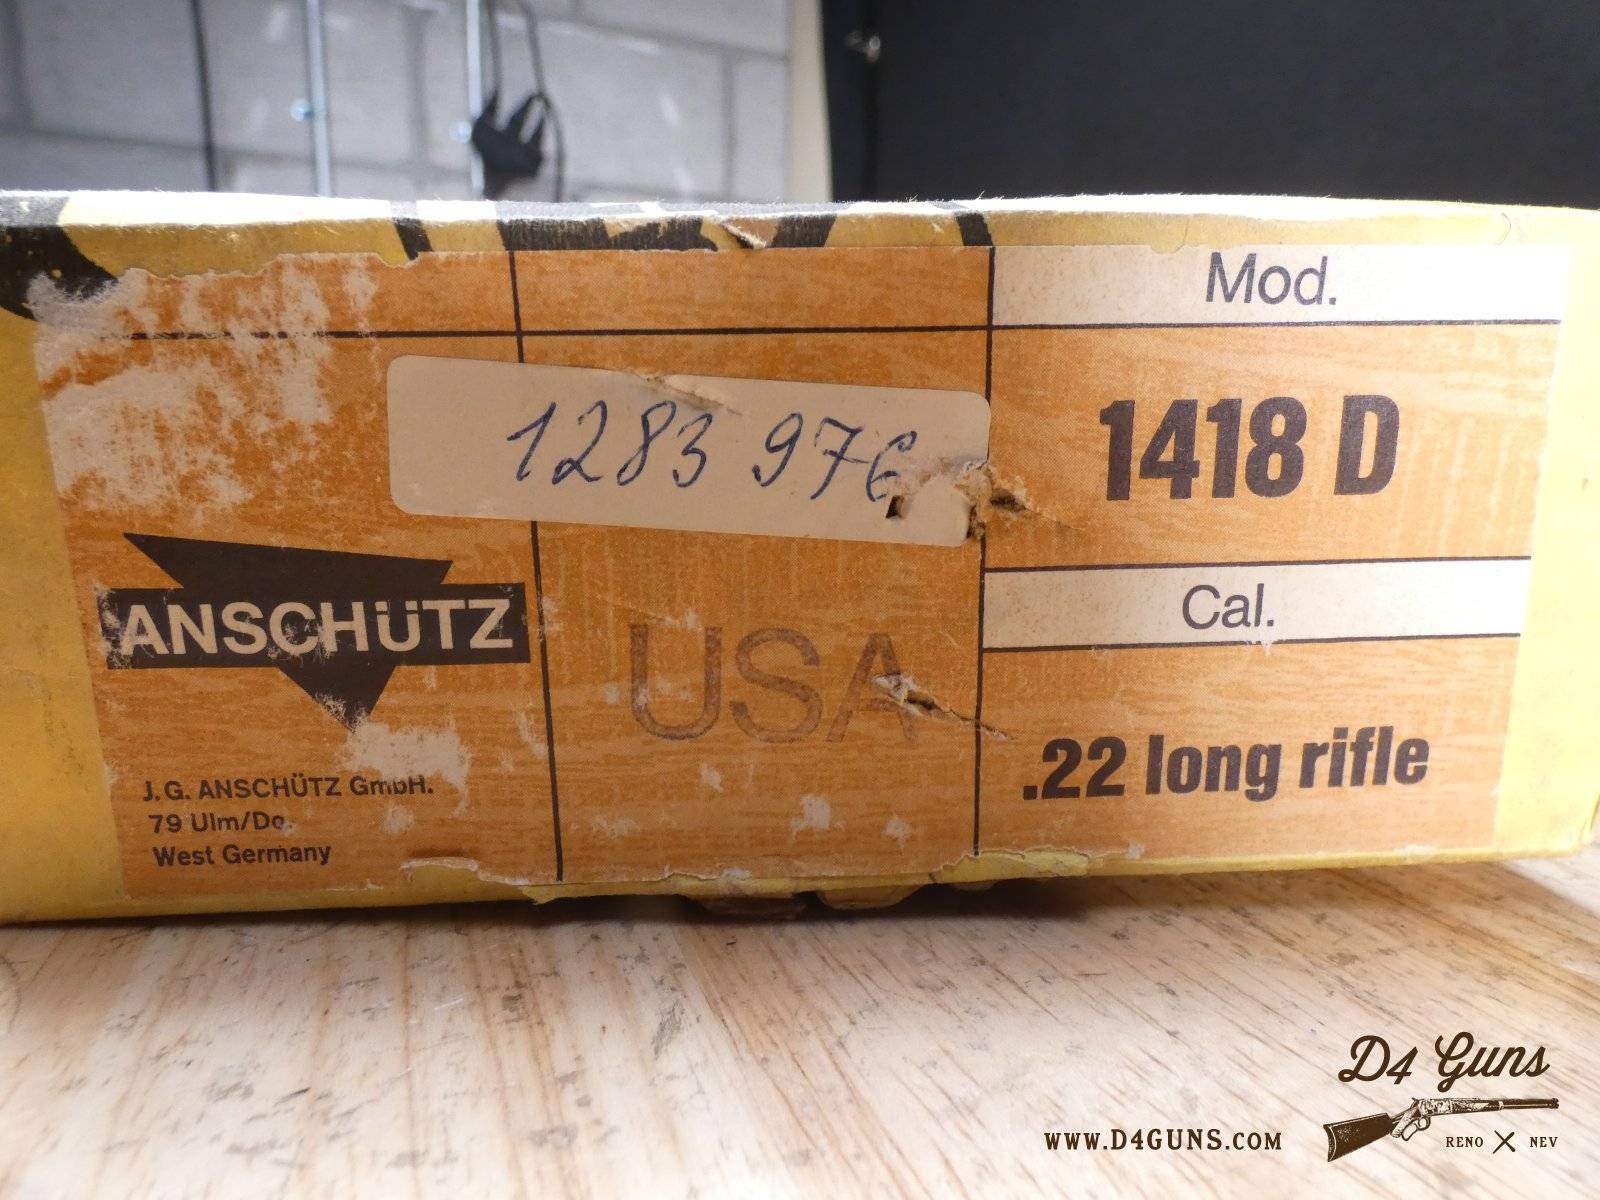 Mod.
1283 976
1418 D
ANSCHÜTZ
Cal.
USA
.22 long rifle
J. G. ANSCHÜTZ GmbH.
79 Ulm/Do.
West Germany
D4 Guns
WWW.D4GUNS.COM
RENO NEV